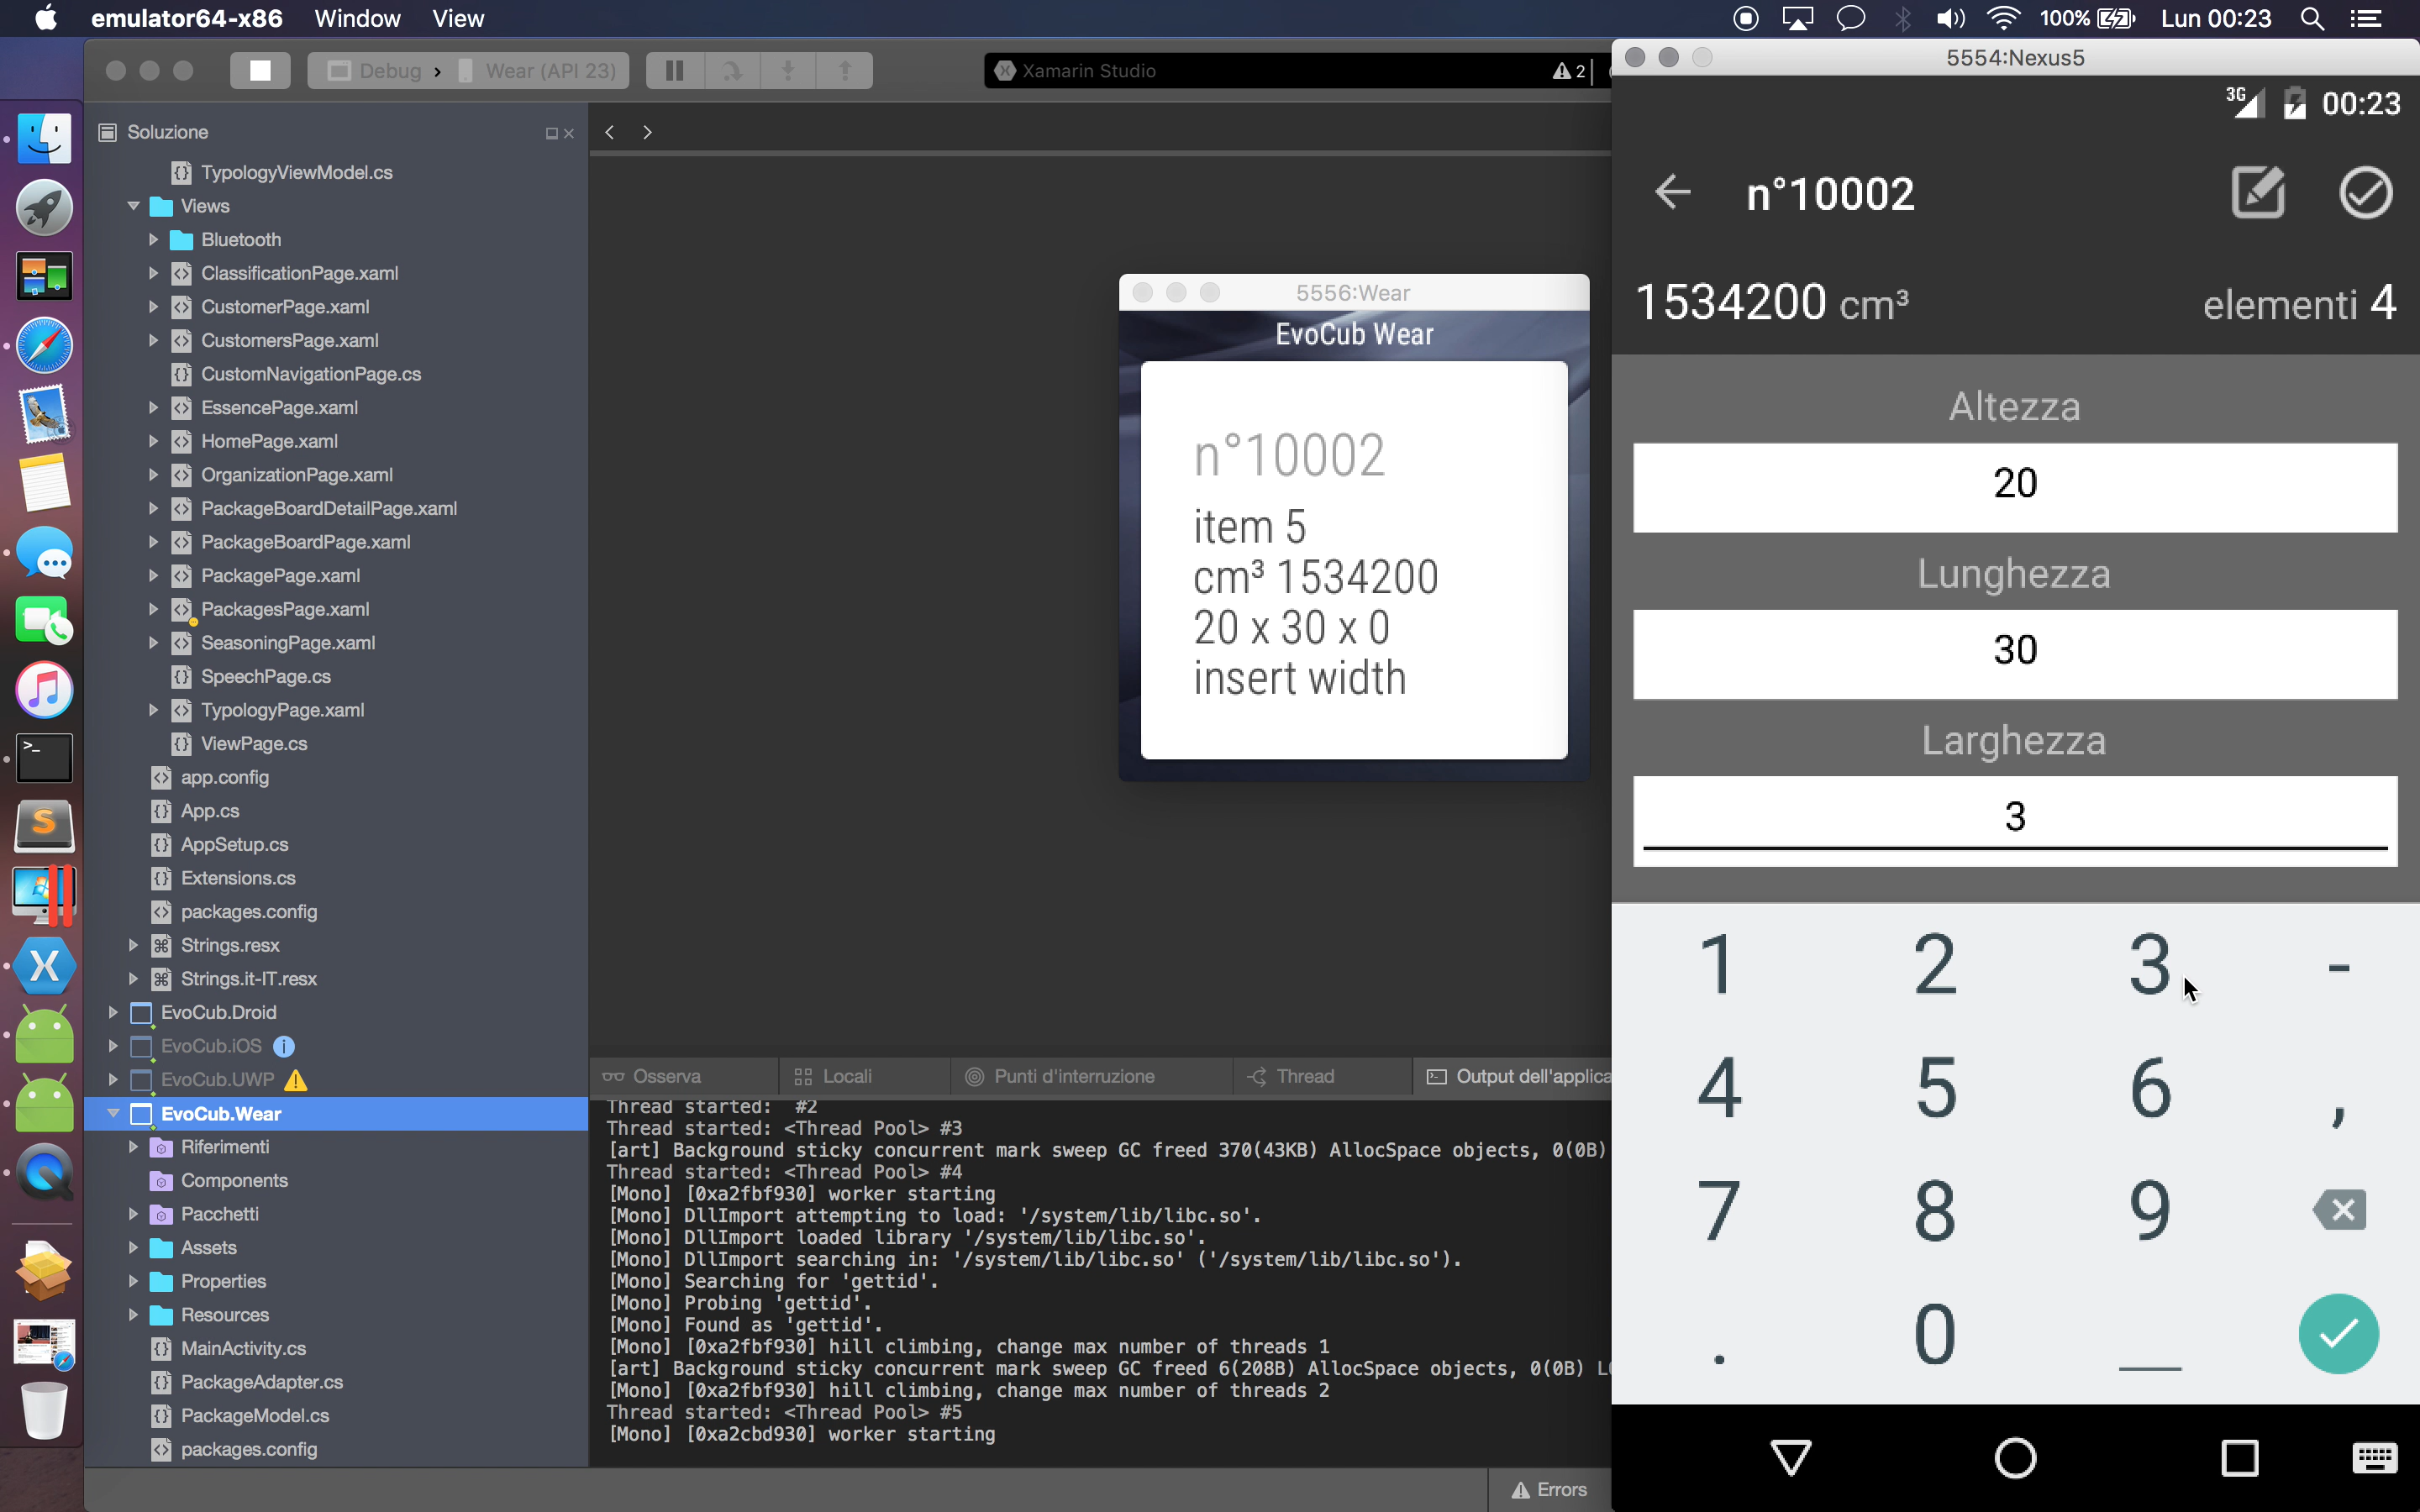 emulator64-x86 Window View
100% Lun 00:23
Debug › Wear (API 23)
Xamarin Studio
2
Soluzione
TypologyViewModel.cs
Views
Bluetooth
ClassificationPage.xaml
CustomerPage.xaml
CustomersPage.xaml
CustomNavigationPage.cs
EssencePage.xaml
HomePage.xaml
OrganizationPage.xaml
PackageBoardDetailPage.xaml
PackageBoardPage.xaml
PackagePage.xaml
PackagesPage.xaml
SeasoningPage.xaml
SpeechPage.cs
TypologyPage.xaml
ViewPage.cs
app.config
App.cs
AppSetup.cs
Extensions.cs
packages.config
Strings.resx
Strings.it-IT.resx
EvoCub.Droid
EvoCub.iOS
EvoCub.UWP
EvoCub.Wear
Riferimenti
Components
Pacchetti
Assets
Properties
Resources
MainActivity.cs
PackageAdapter.cs
PackageModel.cs
packages.config
5556:Wear
EvoCub Wear
n°10002
item 5
cm³ 1534200
20 x 30 x 0
insert width
Osserva Locali Punti d'interruzione Thread Output dell'applica
Thread started: #2
Thread started: <Thread Pool> #3
[art] Background sticky concurrent mark sweep GC freed 370(43KB) AllocSpace objects, 0(0B)
Thread started: <Thread Pool> #4
[Mono] [0xa2fbf930] worker starting
[Mono] DllImport attempting to load: '/system/lib/libc.so'.
[Mono] DllImport loaded library '/system/lib/libc.so'.
[Mono] DllImport searching in: '/system/lib/libc.so' ('/system/lib/libc.so').
[Mono] Searching for 'gettid'.
[Mono] Probing 'gettid'.
[Mono] Found as 'gettid'.
[Mono] [0xa2fbf930] hill climbing, change max number of threads 1
[art] Background sticky concurrent mark sweep GC freed 6(208B) AllocSpace objects, 0(0B) L
[Mono] [0xa2fbf930] hill climbing, change max number of threads 2
Thread started: <Thread Pool> #5
[Mono] [0xa2cbd930] worker starting
Errors
5554:Nexus5
3G 00:23
n°10002
1534200 cm³ elementi 4
Altezza
20
Lunghezza
30
Larghezza
3
1 2 3 -
4 5 6 ,
7 8 9
. 0 _